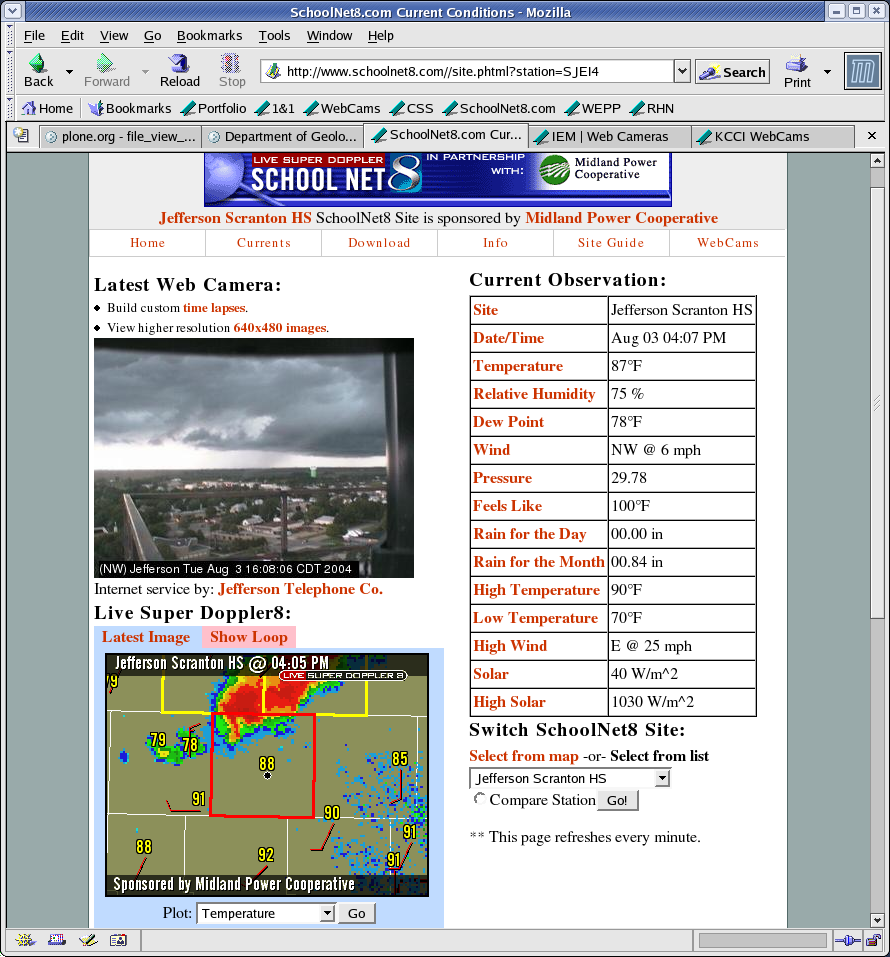 SchoolNet8.com Current Conditions - Mozilla
File Edit View Go Bookmarks Tools Window Help
Back Forward Reload Stop http://www.schoolnet8.com//site.phtml?station=SJEI4 Search Print
Home Bookmarks Portfolio 1&1 WebCams CSS SchoolNet8.com WEPP RHN
plone.org - file_view_... Department of Geolo... SchoolNet8.com Cur... IEM | Web Cameras KCCI WebCams
LIVE SUPER DOPPLER
SCHOOL NET 8
IN PARTNERSHIP
WITH:
Midland Power
Cooperative
Jefferson Scranton HS SchoolNet8 Site is sponsored by Midland Power Cooperative
Home Currents Download Info Site Guide WebCams
Latest Web Camera:
Build custom time lapses.
View higher resolution 640x480 images.
(NW) Jefferson Tue Aug 3 16:08:06 CDT 2004
Internet service by: Jefferson Telephone Co.
Live Super Doppler8:
Latest Image Show Loop
Jefferson Scranton HS @ 04:05 PM
LIVE SUPER DOPPLER 8
79
79 78
88
85
91
90
88
91
92
91
Sponsored by Midland Power Cooperative
Plot: Temperature Go
Current Observation:
Site Jefferson Scranton HS
Date/Time Aug 03 04:07 PM
Temperature 87°F
Relative Humidity 75 %
Dew Point 78°F
Wind NW @ 6 mph
Pressure 29.78
Feels Like 100°F
Rain for the Day 00.00 in
Rain for the Month 00.84 in
High Temperature 90°F
Low Temperature 70°F
High Wind E @ 25 mph
Solar 40 W/m^2
High Solar 1030 W/m^2
Switch SchoolNet8 Site:
Select from map -or- Select from list
Jefferson Scranton HS
Compare Station Go!
** This page refreshes every minute.